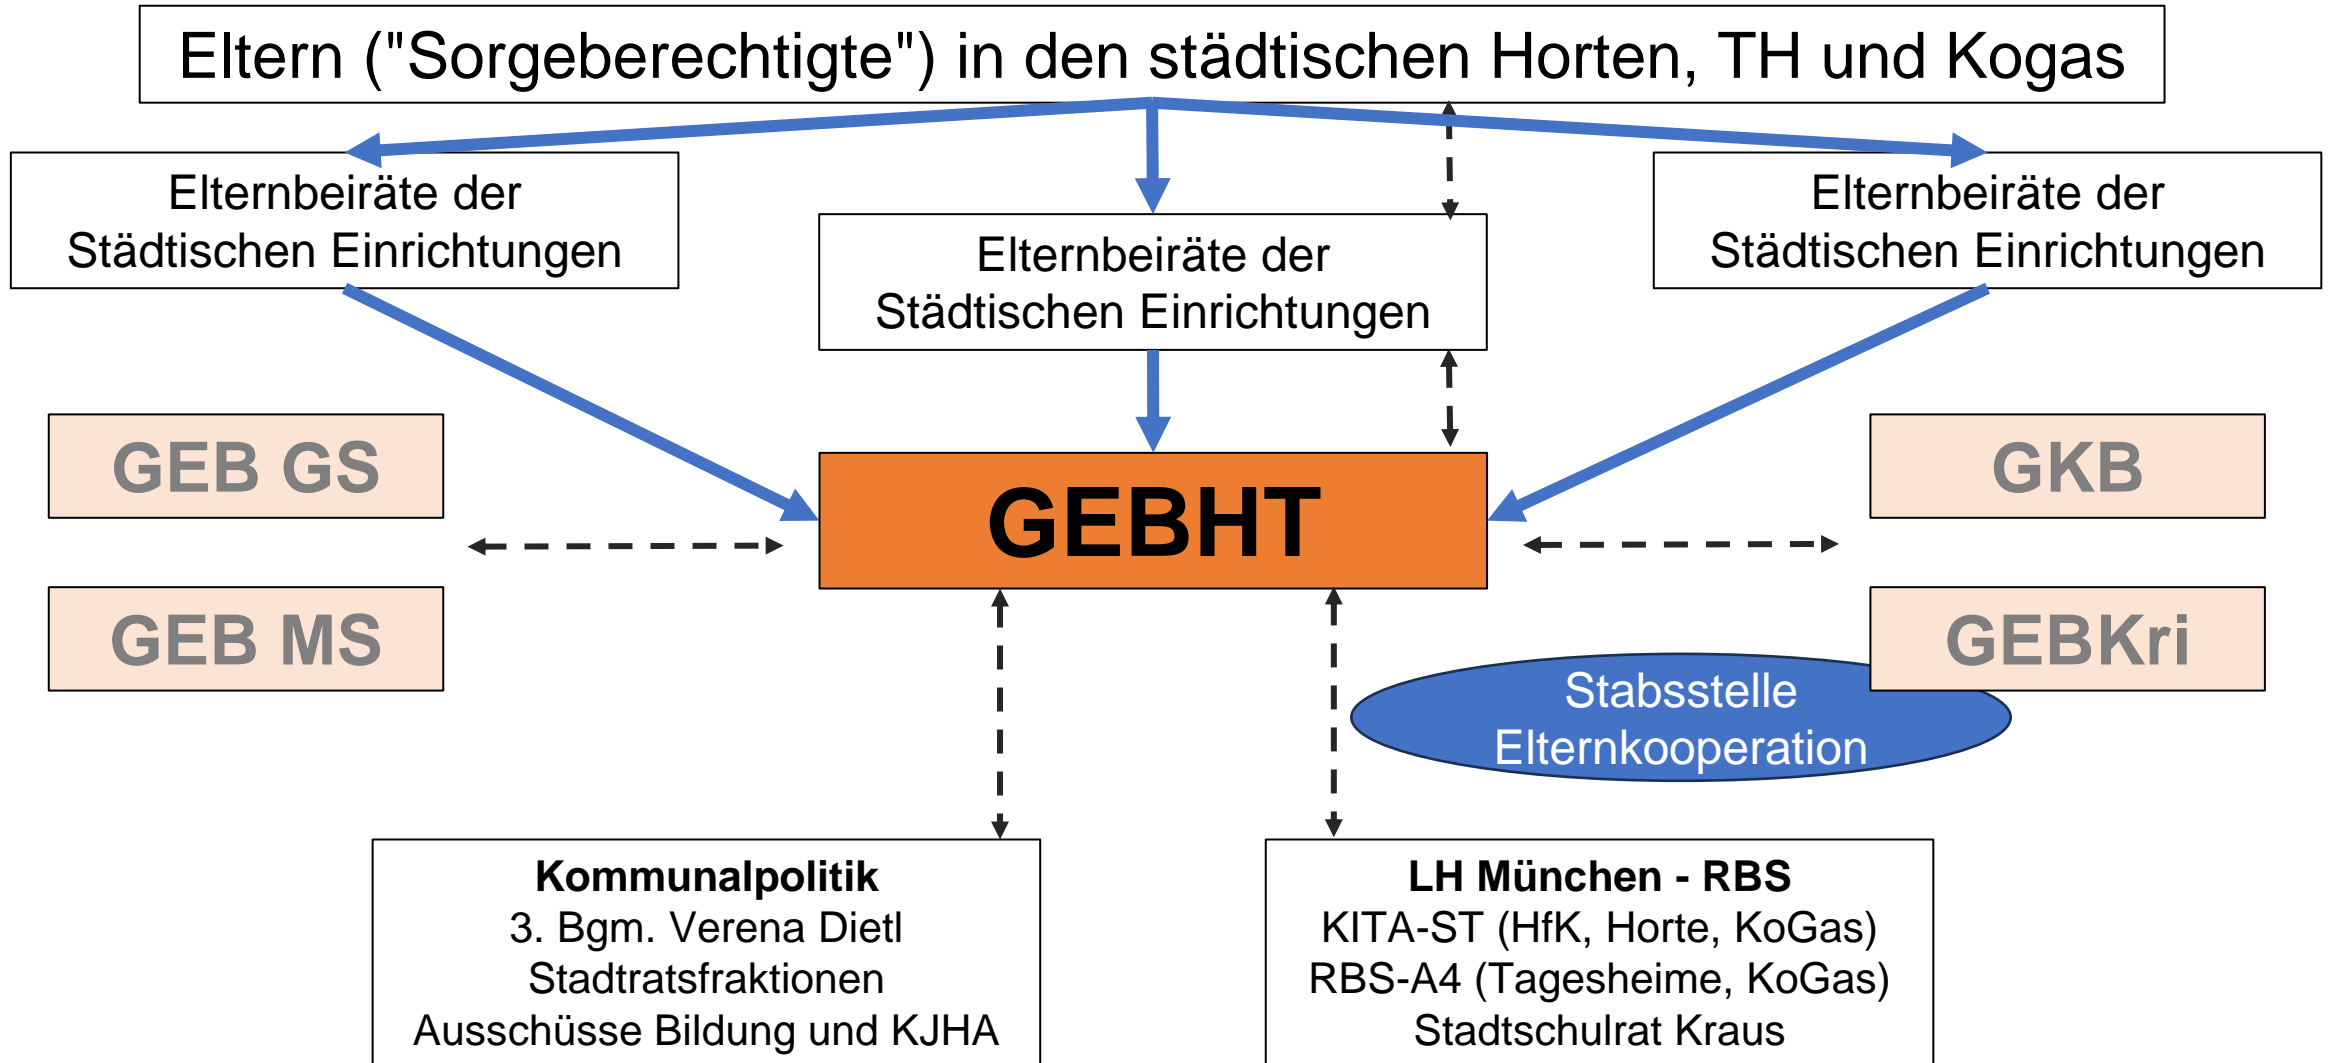 Eltern ("Sorgeberechtigte") in den städtischen Horten, TH und Kogas
Elternbeiräte der
Städtischen Einrichtungen
Elternbeiräte der
Städtischen Einrichtungen
Elternbeiräte der
Städtischen Einrichtungen
GEB GS
GEB MS
GEBHT
GKB
GEBKri
Stabsstelle
Elternkooperation
Kommunalpolitik
3. Bgm. Verena Dietl
Stadtratsfraktionen
Ausschüsse Bildung und KJHA
LH München - RBS
KITA-ST (HfK, Horte, KoGas)
RBS-A4 (Tagesheime, KoGas)
Stadtschulrat Kraus